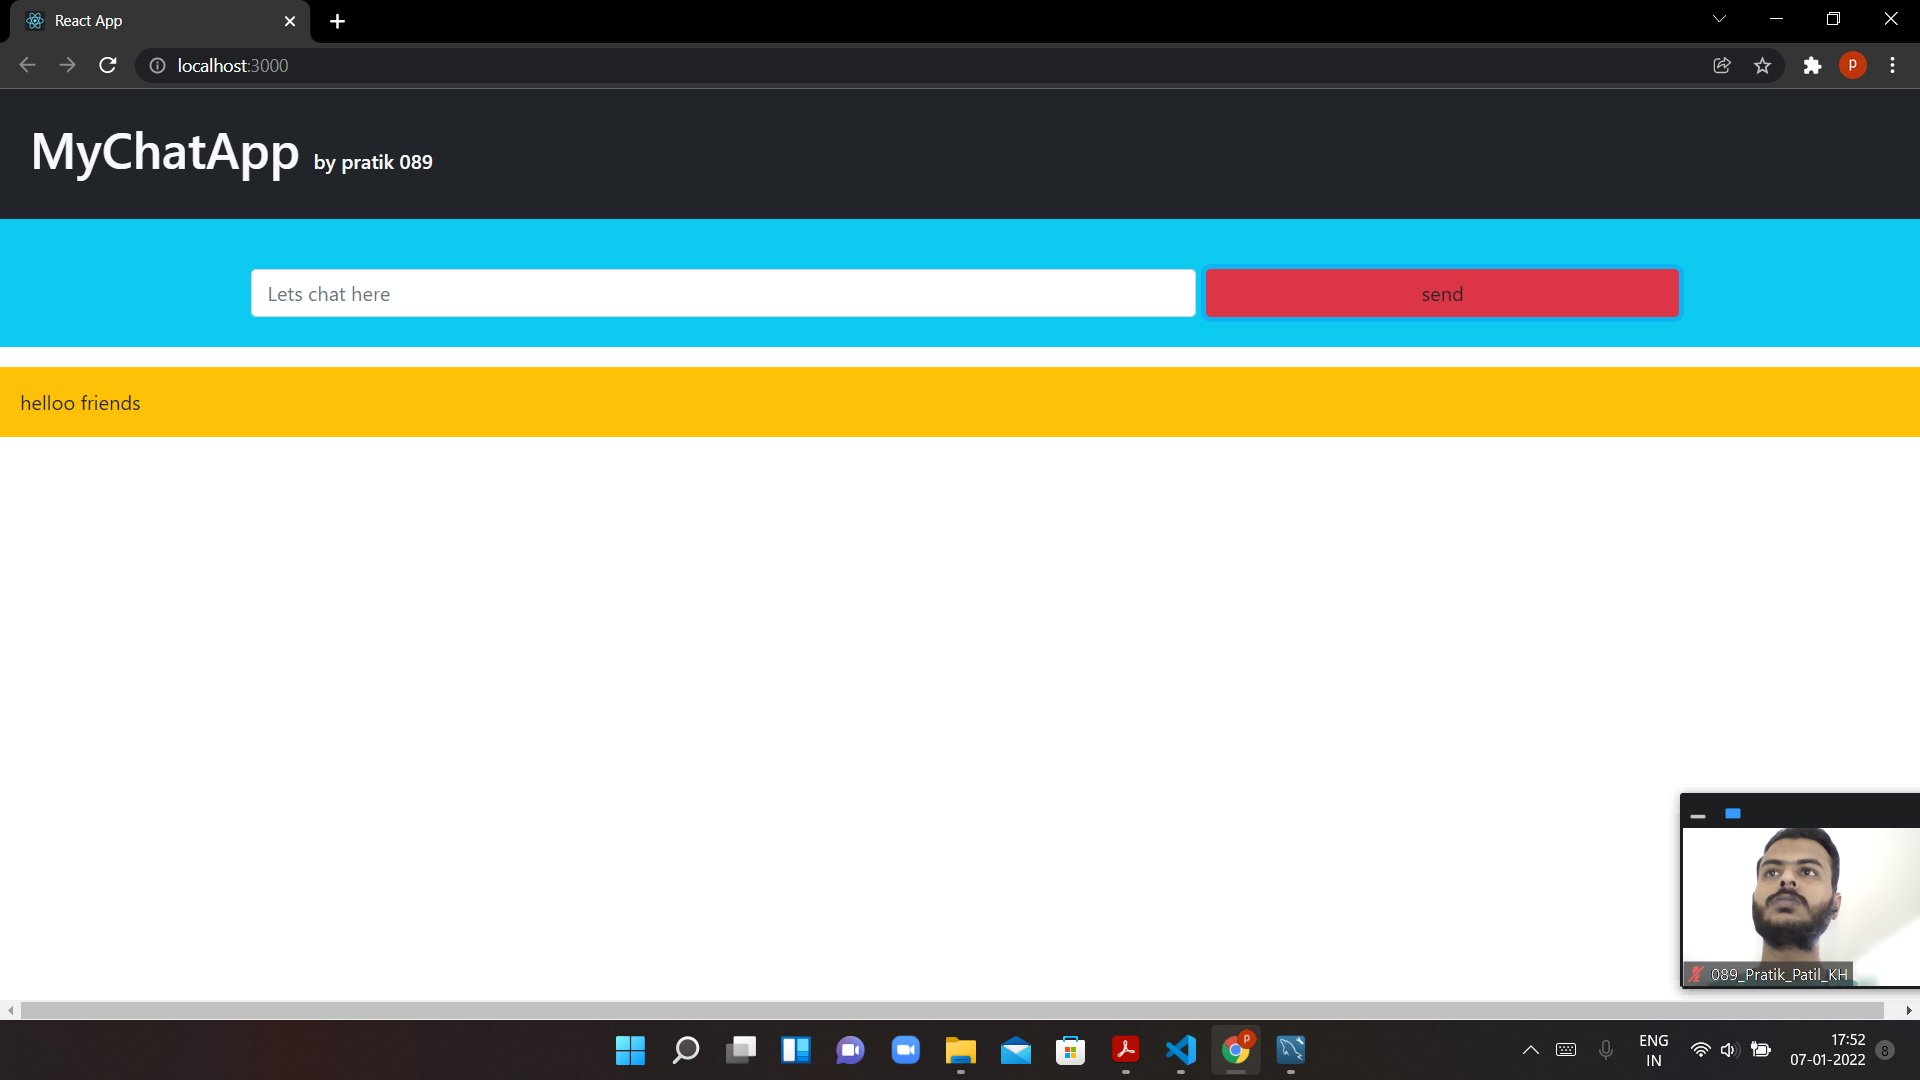 React App
localhost:3000
P
MyChatApp by pratik 089
Lets chat here
send
helloo friends
089_Pratik_Patil_KH
P
ENG
IN
17:52
07-01-2022
8